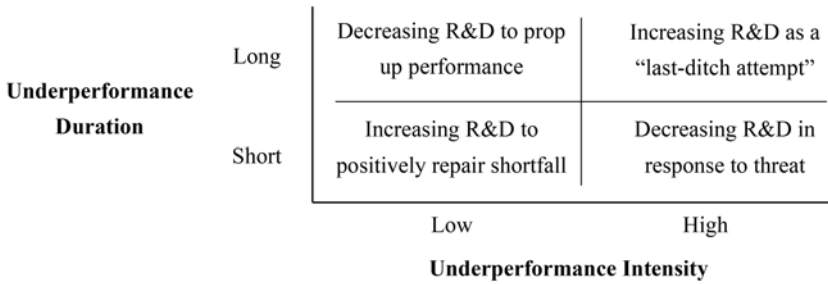 Decreasing R&D to prop
up performance
Increasing R&D as a
“last-ditch attempt”
Long
Underperformance
Duration
Short
Increasing R&D to
positively repair shortfall
Decreasing R&D in
response to threat
Low
High
Underperformance Intensity